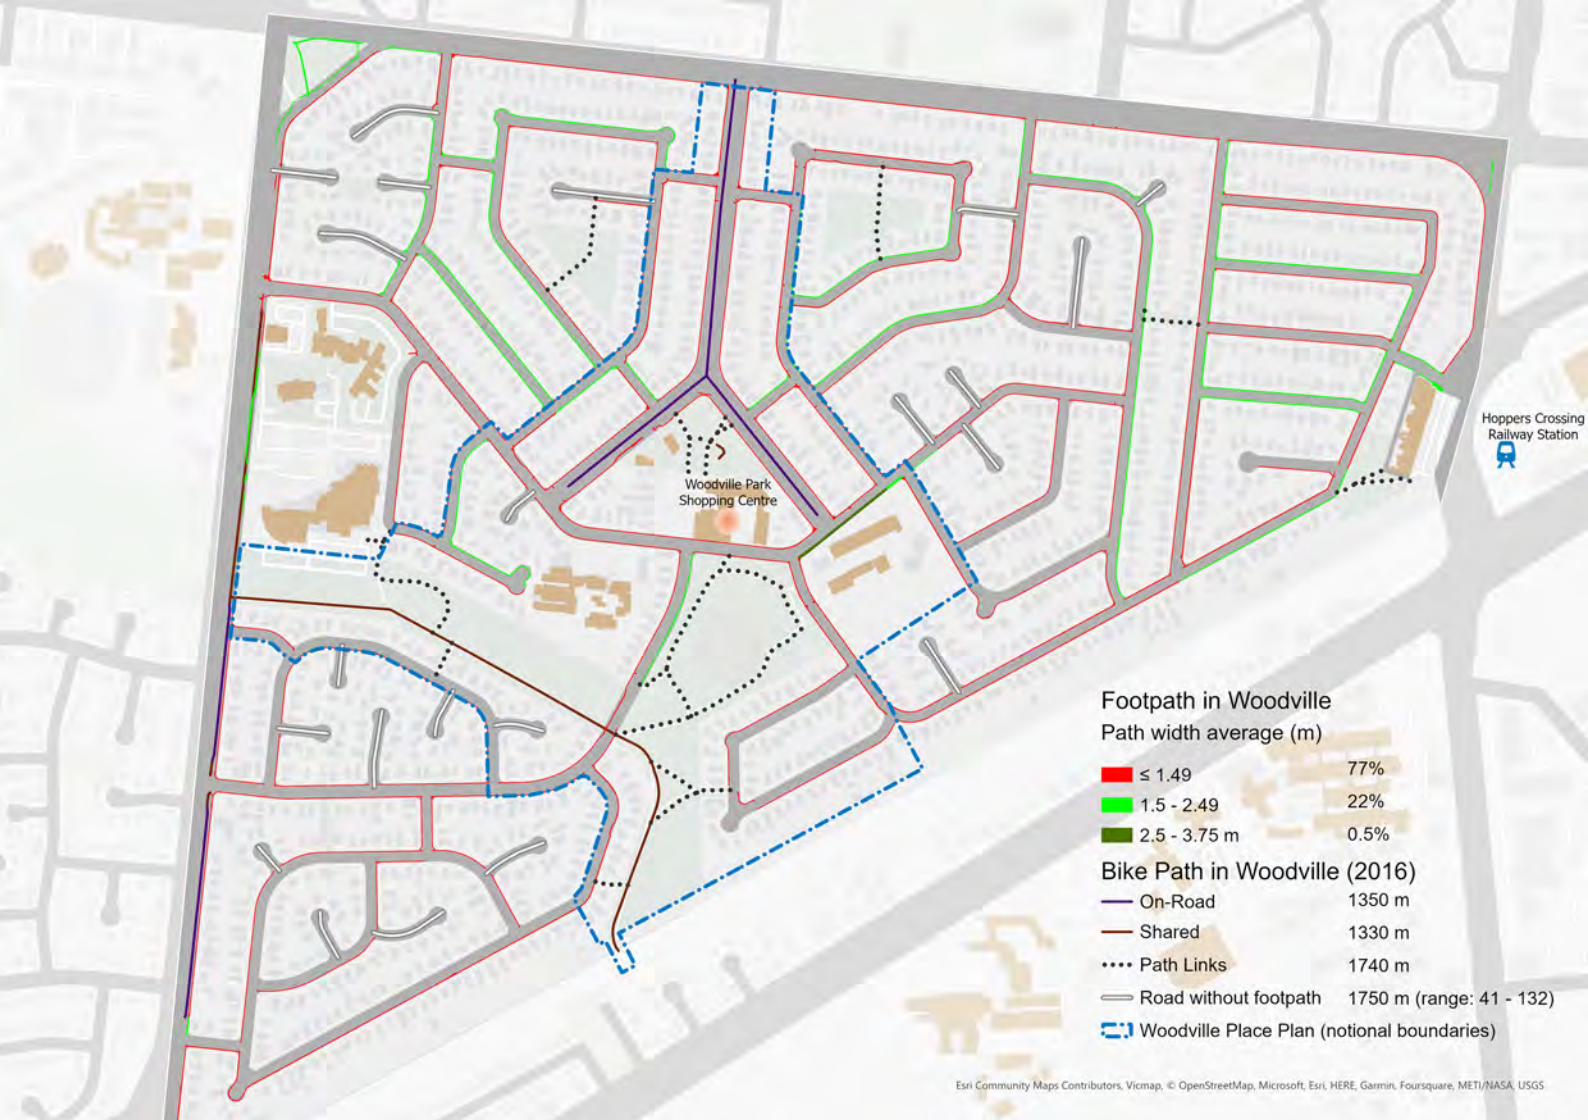 Hoppers Crossing
Railway Station
Woodville Park
Shopping Centre
Footpath in Woodville
Path width average (m)
≤ 1.49 77%
1.5 - 2.49 22%
2.5 - 3.75 m 0.5%
Bike Path in Woodville (2016)
On-Road 1350 m
Shared 1330 m
Path Links 1740 m
Road without footpath 1750 m (range: 41 - 132)
Woodville Place Plan (notional boundaries)
Esri Community Maps Contributors, Vicmap, © OpenStreetMap, Microsoft, Esri, HERE, Garmin, Foursquare, METI/NASA, USGS